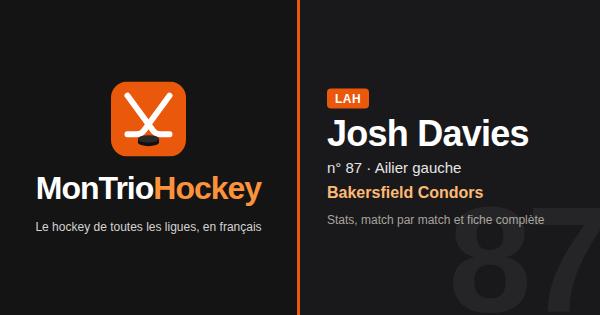 MonTrioHockey
Le hockey de toutes les ligues, en français
LAH
Josh Davies
n° 87 · Ailier gauche
Bakersfield Condors
Stats, match par match et fiche complète
87